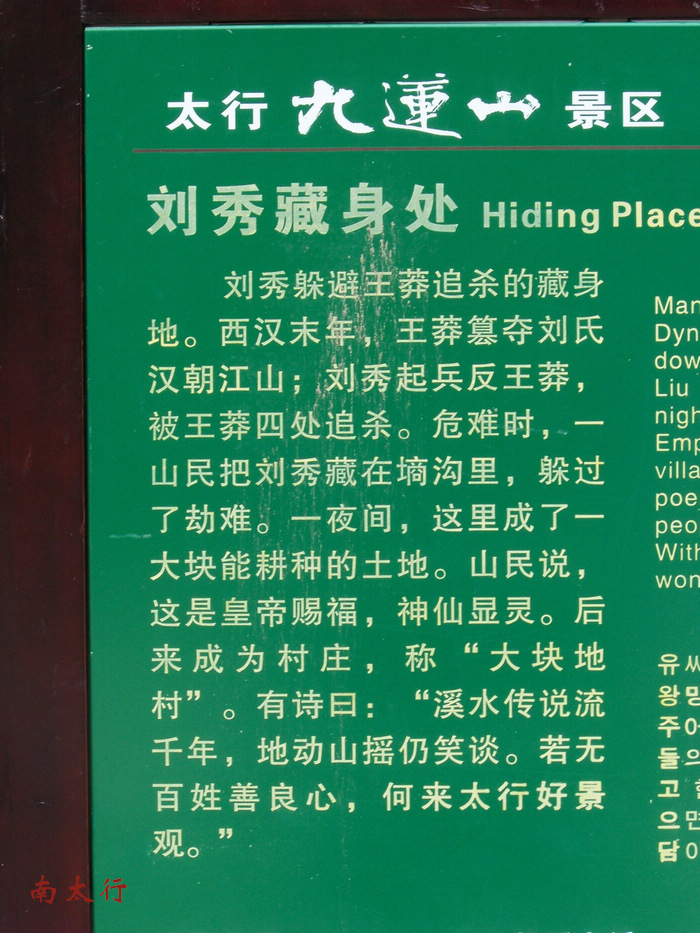 太行 九莲山 景区
刘秀藏身处 Hiding Place
刘秀躲避王莽追杀的藏身
地。西汉末年，王莽篡夺刘氏
汉朝江山；刘秀起兵反王莽，
被王莽四处追杀。危难时，一
山民把刘秀藏在墒沟里，躲过
了劫难。一夜间，这里成了一
大块能耕种的土地。山民说，
这是皇帝赐福，神仙显灵。后
来成为村庄，称“大块地
村”。有诗曰：“溪水传说流
千年，地动山摇仍笑谈。若无
百姓善良心，何来太行好景
观。”
Dyn
dow
Liu
nigh
Emp
villa
poe
peo
With
won
유
왕
주
들
고
으면
담
南太行